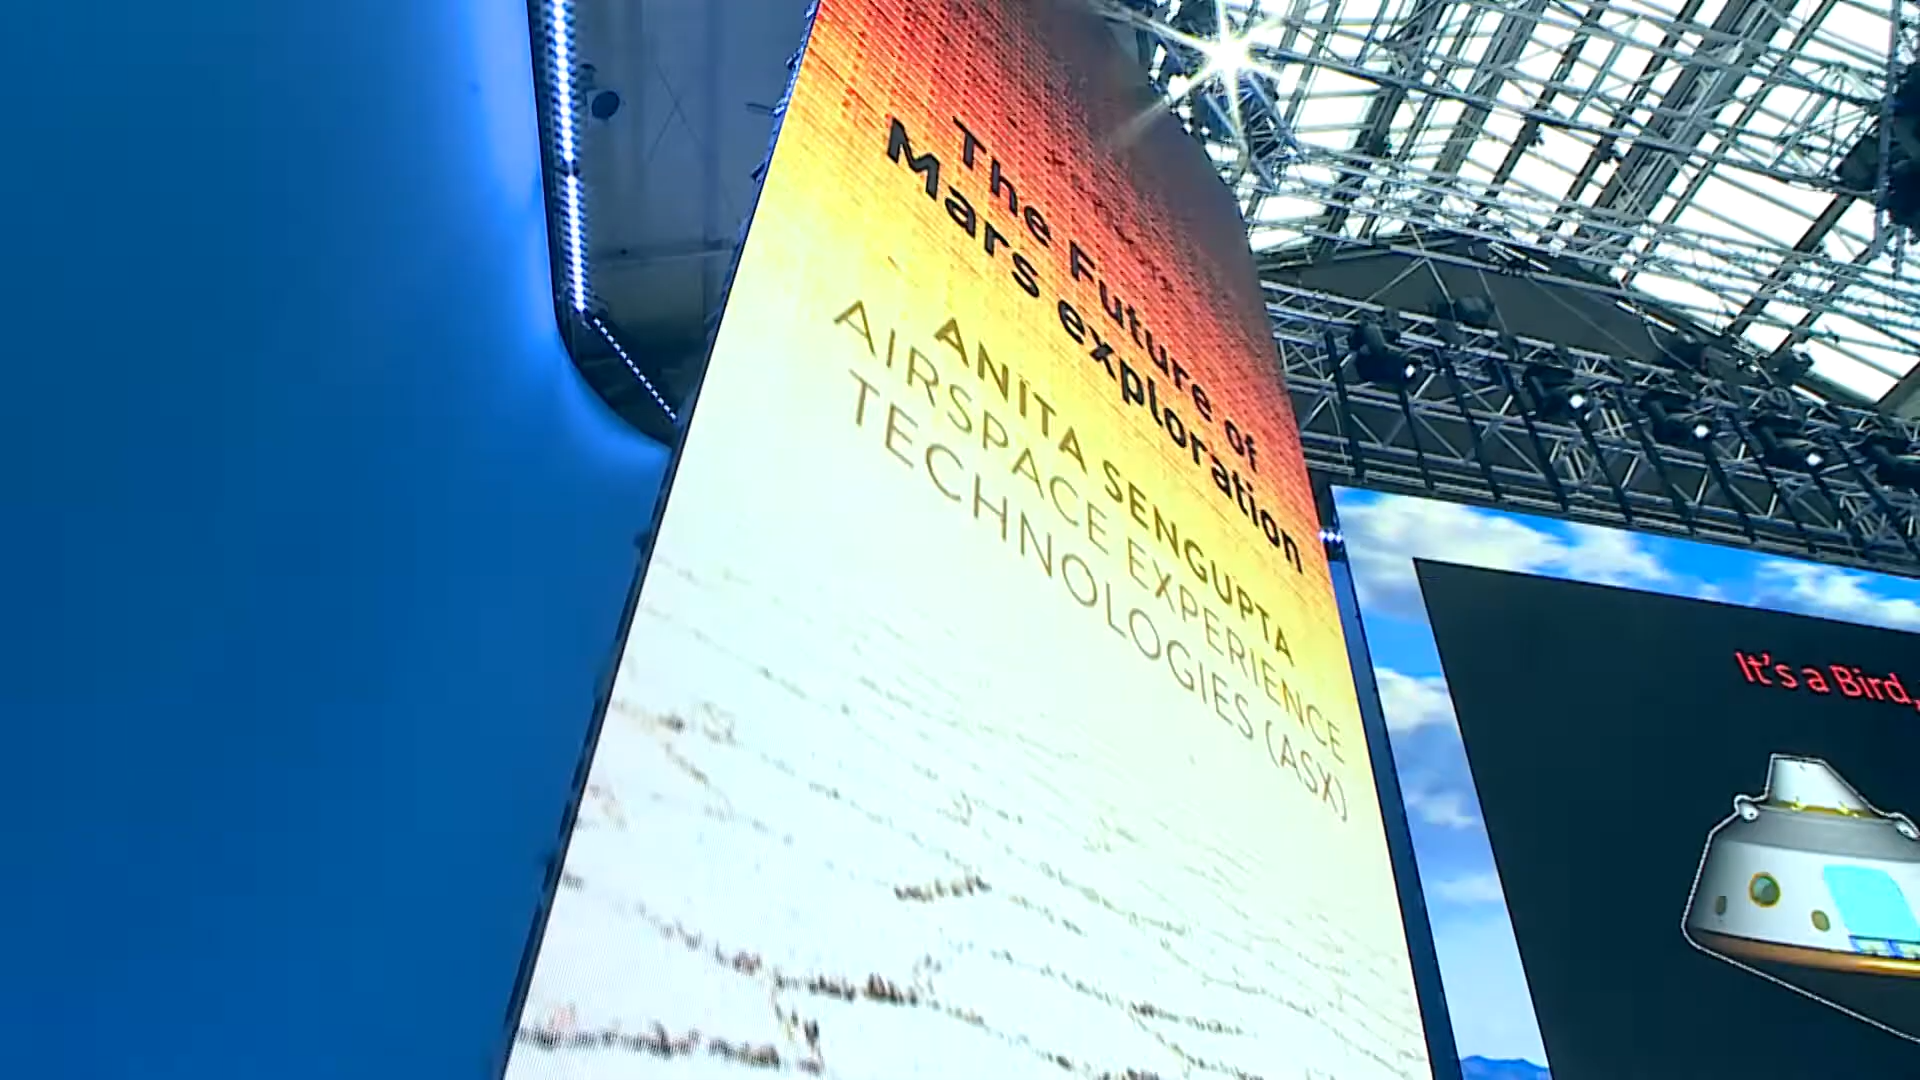 The Future of
Mars exploration
ANITA SENGUPTA
AIRSPACE EXPERIENCE
TECHNOLOGIES (ASX)
It's a Bird,